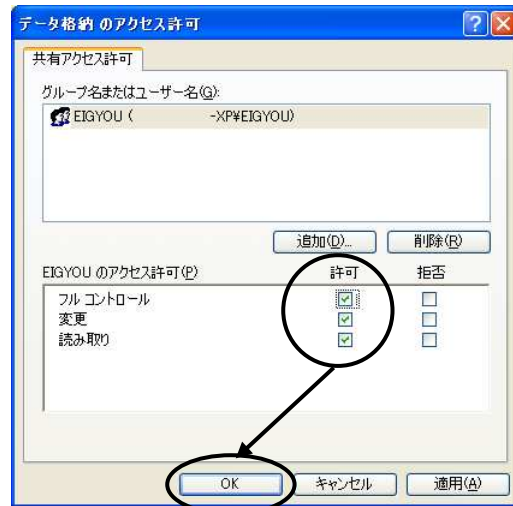 データ格納 のアクセス許可
共有アクセス許可
グループ名またはユーザー名(G):
EIGYOU ( -XP¥EIGYOU)
追加(D)... 削除(R)
EIGYOU のアクセス許可(P) 許可 拒否
フル コントロール
変更
読み取り
OK キャンセル 適用(A)